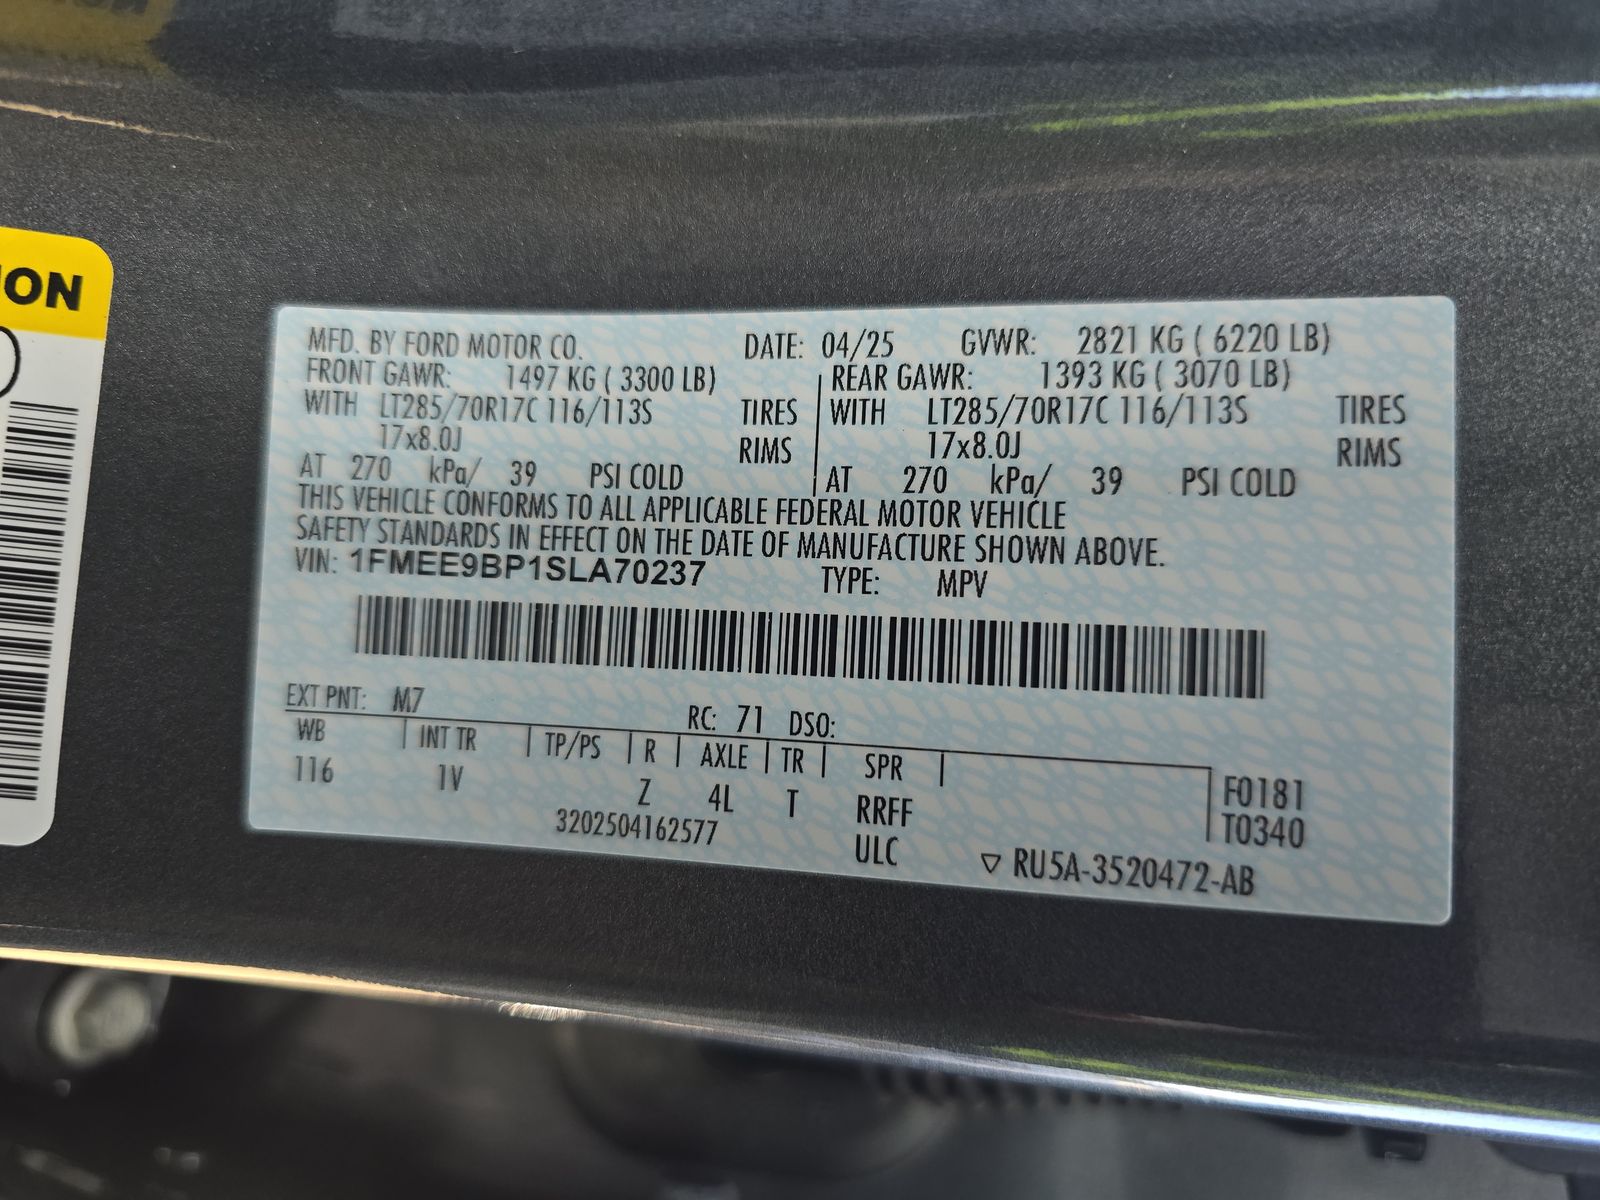 ION
MFD. BY FORD MOTOR CO. DATE: 04/25 GVWR: 2821 KG ( 6220 LB)
FRONT GAWR: 1497 KG ( 3300 LB) REAR GAWR: 1393 KG ( 3070 LB)
WITH LT285/70R17C 116/113S TIRES WITH LT285/70R17C 116/113S TIRES
17x8.0J RIMS 17x8.0J RIMS
AT 270 kPa/ 39 PSI COLD AT 270 kPa/ 39 PSI COLD
THIS VEHICLE CONFORMS TO ALL APPLICABLE FEDERAL MOTOR VEHICLE
SAFETY STANDARDS IN EFFECT ON THE DATE OF MANUFACTURE SHOWN ABOVE.
VIN: 1FMEE9BP1SLA70237 TYPE: MPV
EXT PNT: M7 RC: 71 DSO:
WB INT TR TP/PS R AXLE TR SPR
116 1V Z 4L T RRFF F0181
3202504162577 ULC T0340
▽ RU5A-3520472-AB